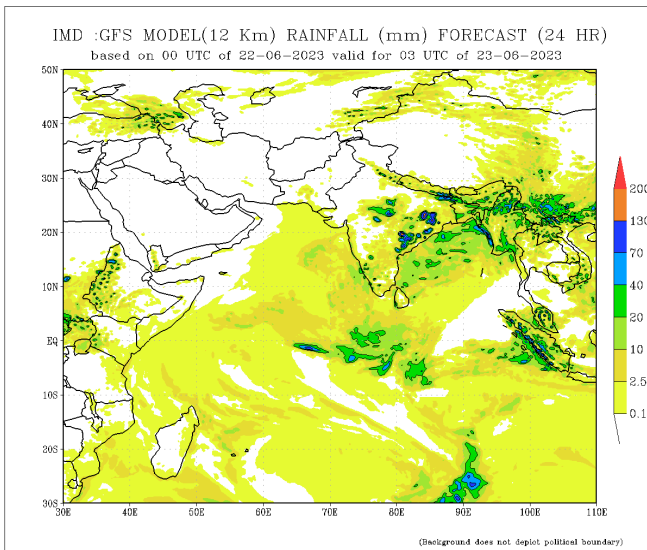 IMD :GFS MODEL(12 Km) RAINFALL (mm) FORECAST (24 HR)
based on 00 UTC of 22-06-2023 valid for 03 UTC of 23-06-2023
50N
40N
30N
20N
10N
EQ
10S
20S
30S
30E 40E 50E 60E 70E 80E 90E 100E 110E
200
130
70
40
20
10
2.5
0.1
(Background does not depict political boundary)